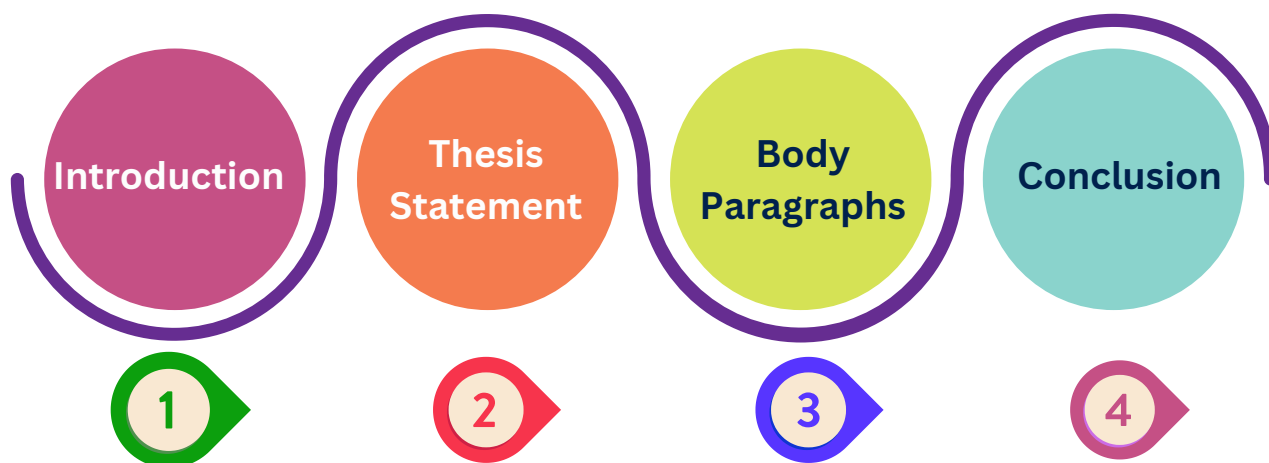 Introduction
Thesis
Statement
Body
Paragraphs
Conclusion
1
2
3
4